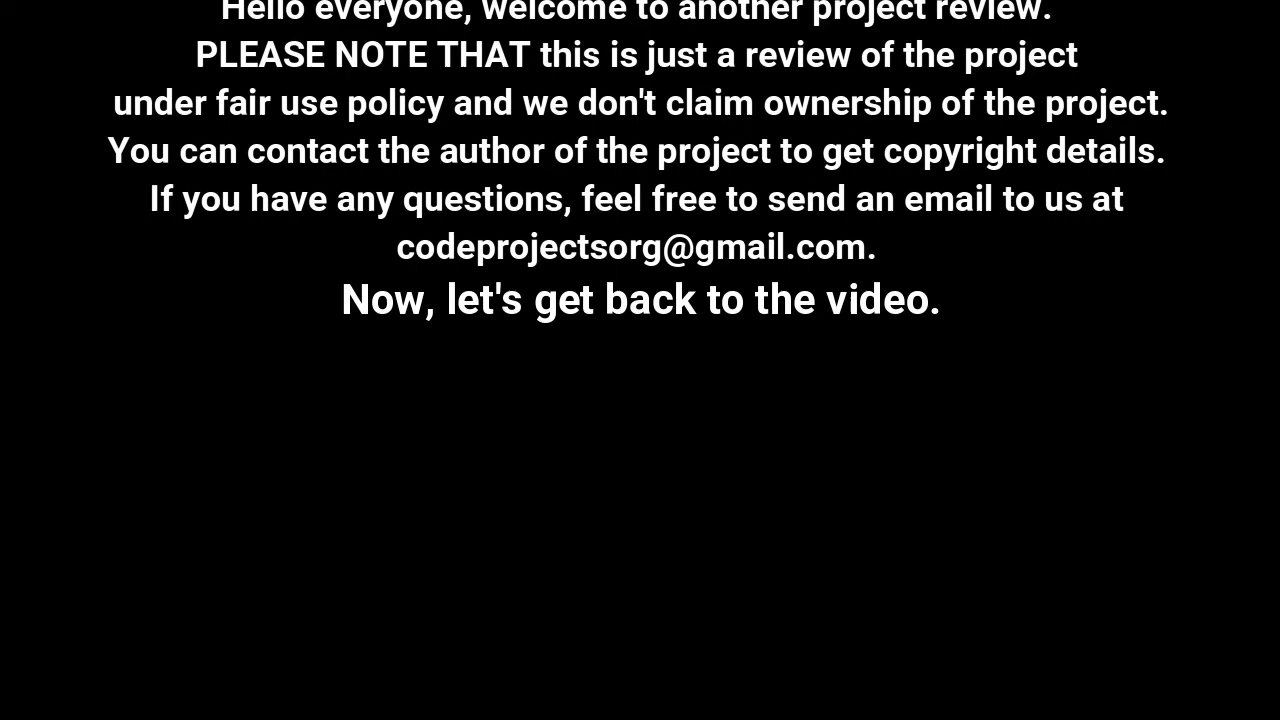 Hello everyone, welcome to another project review.
PLEASE NOTE THAT this is just a review of the project
under fair use policy and we don't claim ownership of the project.
You can contact the author of the project to get copyright details.
If you have any questions, feel free to send an email to us at
codeprojectsorg@gmail.com.
Now, let's get back to the video.